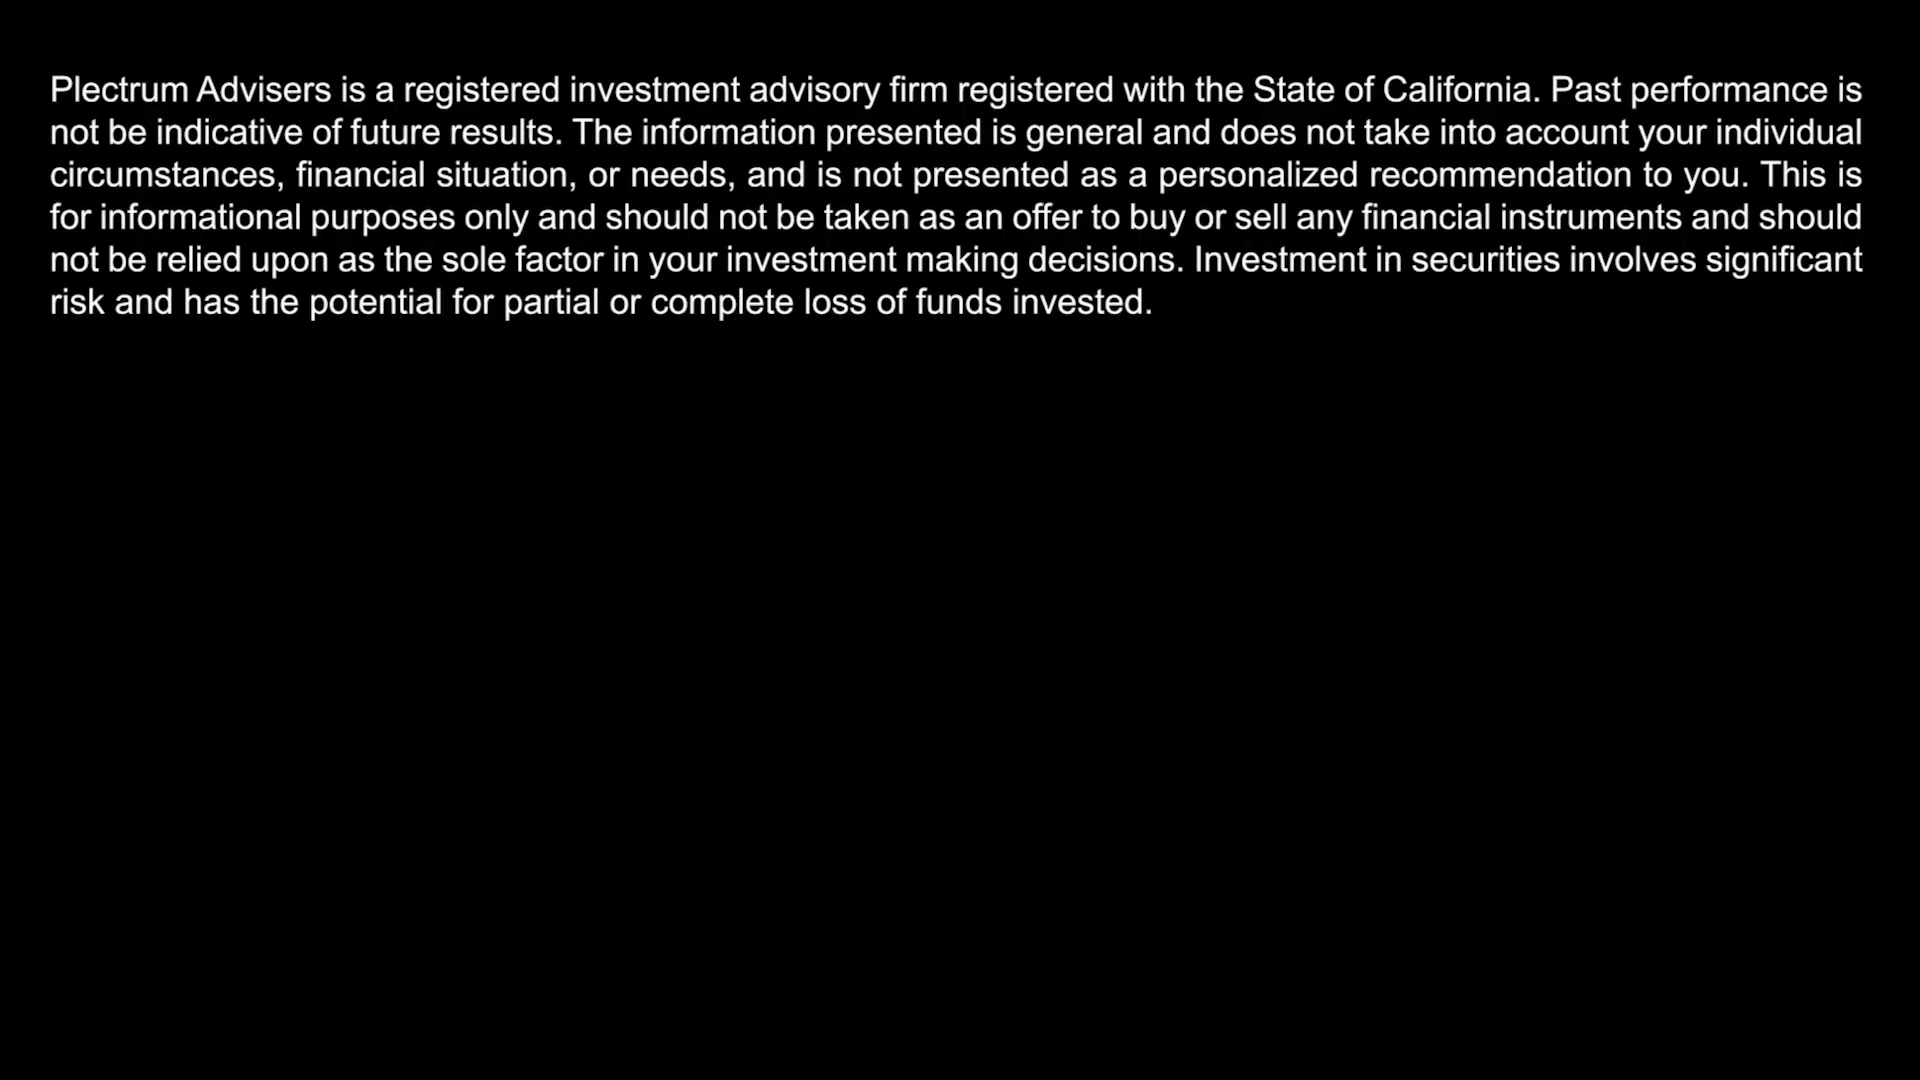 Plectrum Advisers is a registered investment advisory firm registered with the State of California. Past performance is
not be indicative of future results. The information presented is general and does not take into account your individual
circumstances, financial situation, or needs, and is not presented as a personalized recommendation to you. This is
for informational purposes only and should not be taken as an offer to buy or sell any financial instruments and should
not be relied upon as the sole factor in your investment making decisions. Investment in securities involves significant
risk and has the potential for partial or complete loss of funds invested.